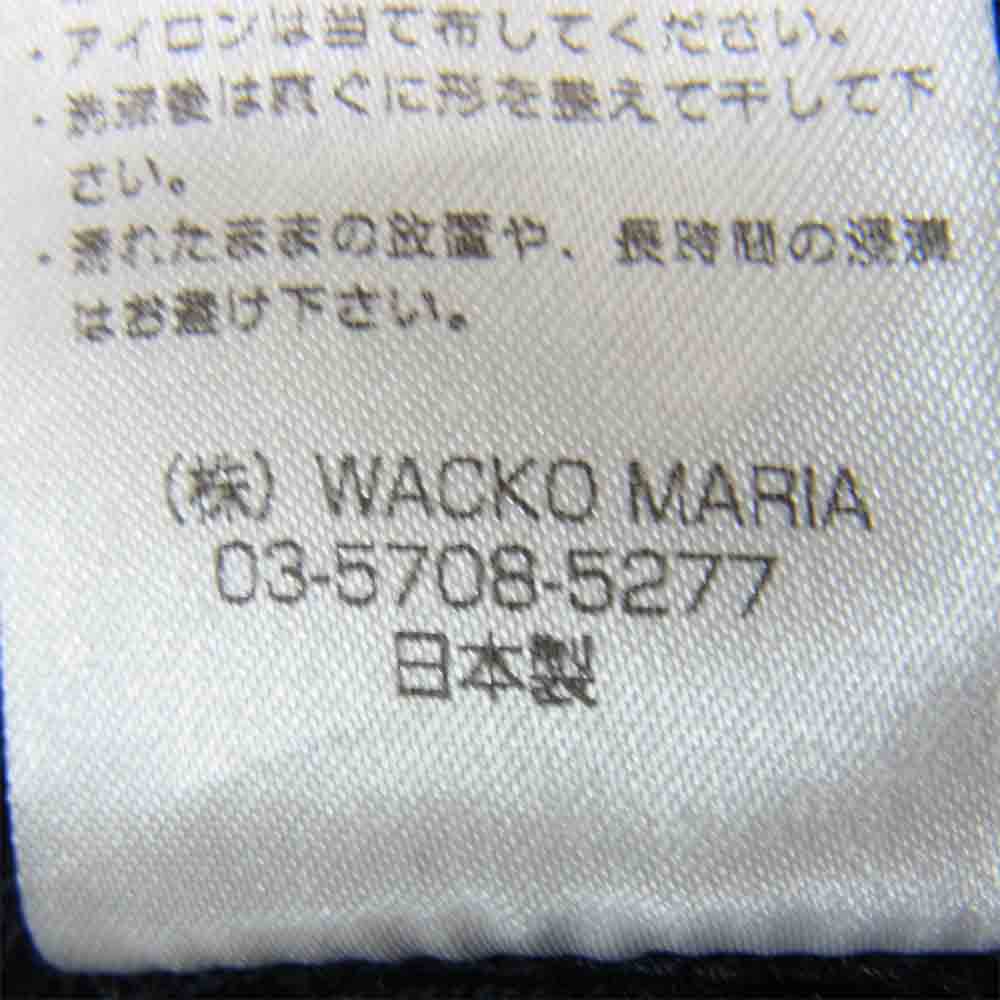 ・アイロンは当て布してください。
・洗濯後は直ぐに形を整えて干して下
さい。
・濡れたままの放置や、長時間の浸漬
はお避け下さい。
(株) WACKO MARIA
03-5708-5277
日本製